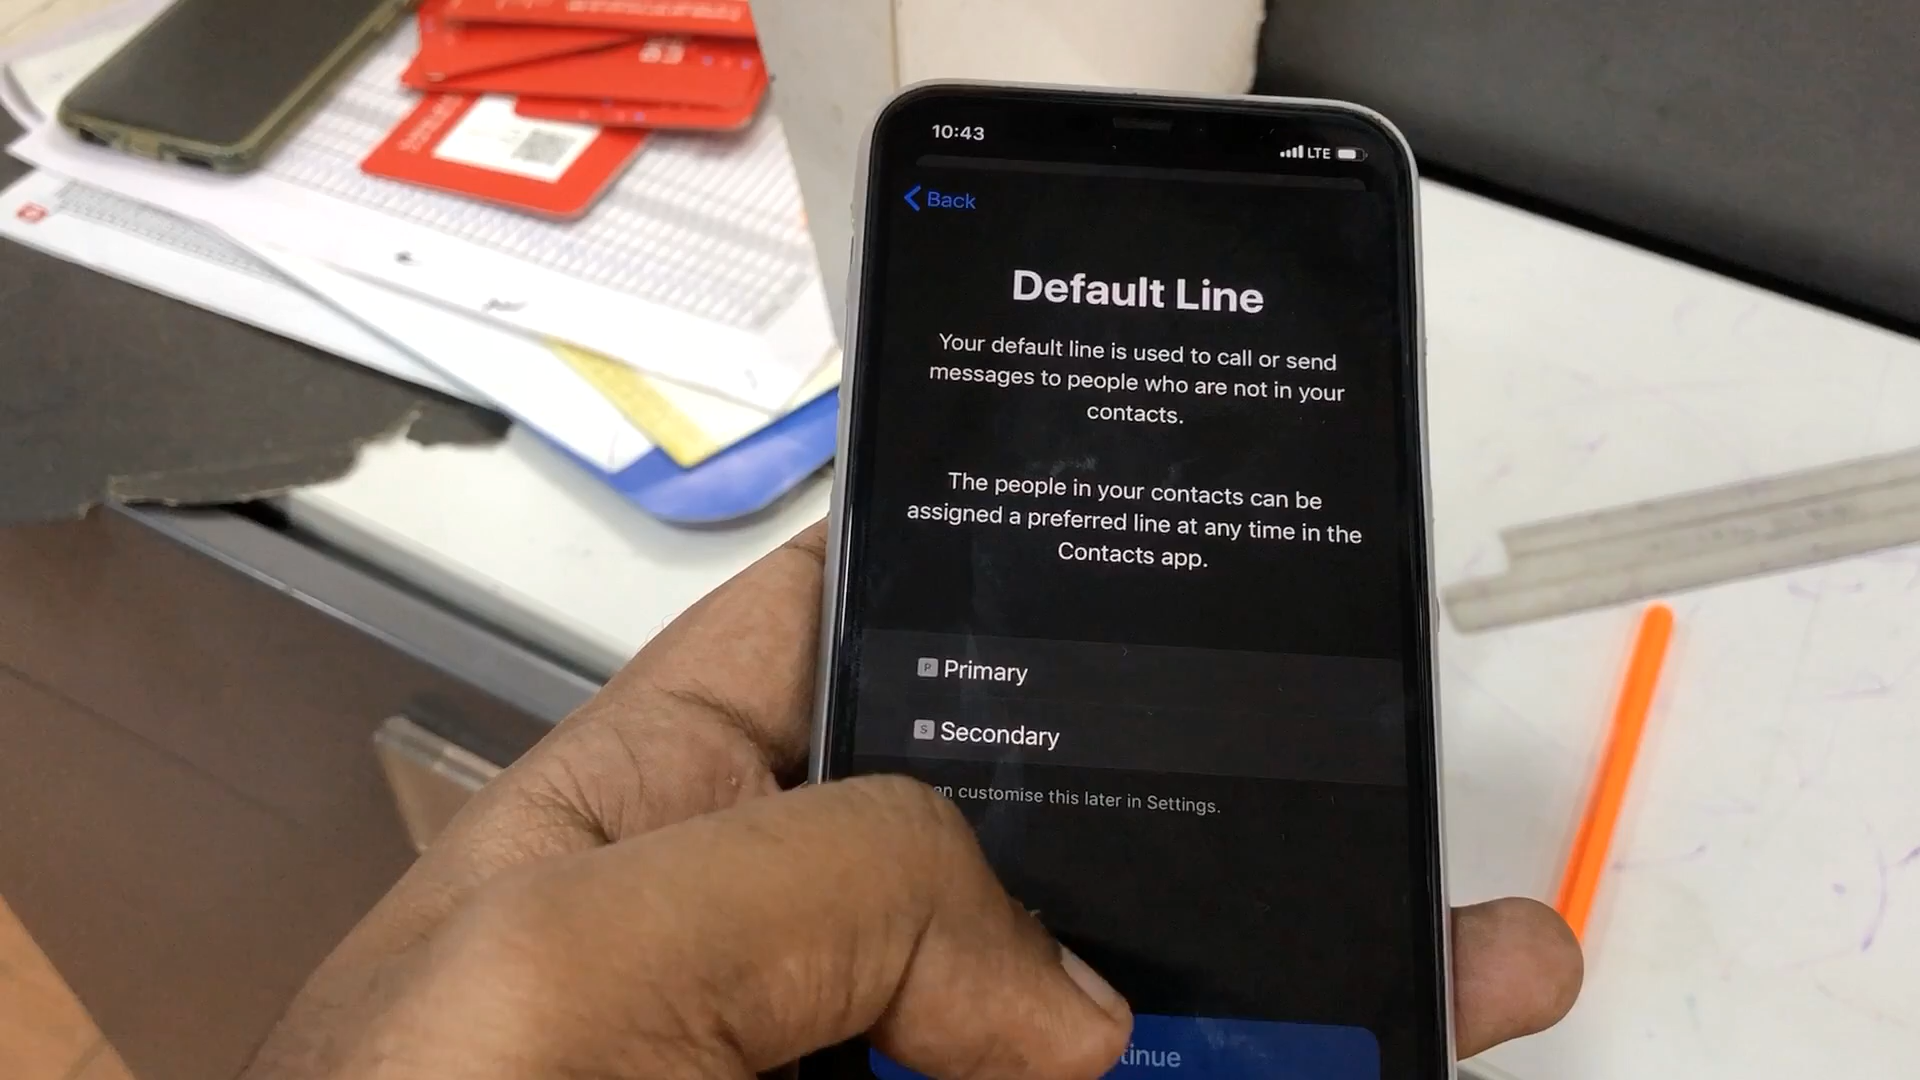 10:43
LTE
Back
Default Line
Your default line is used to call or send
messages to people who are not in your
contacts.
The people in your contacts can be
assigned a preferred line at any time in the
Contacts app.
P Primary
S Secondary
customise this later in Settings.